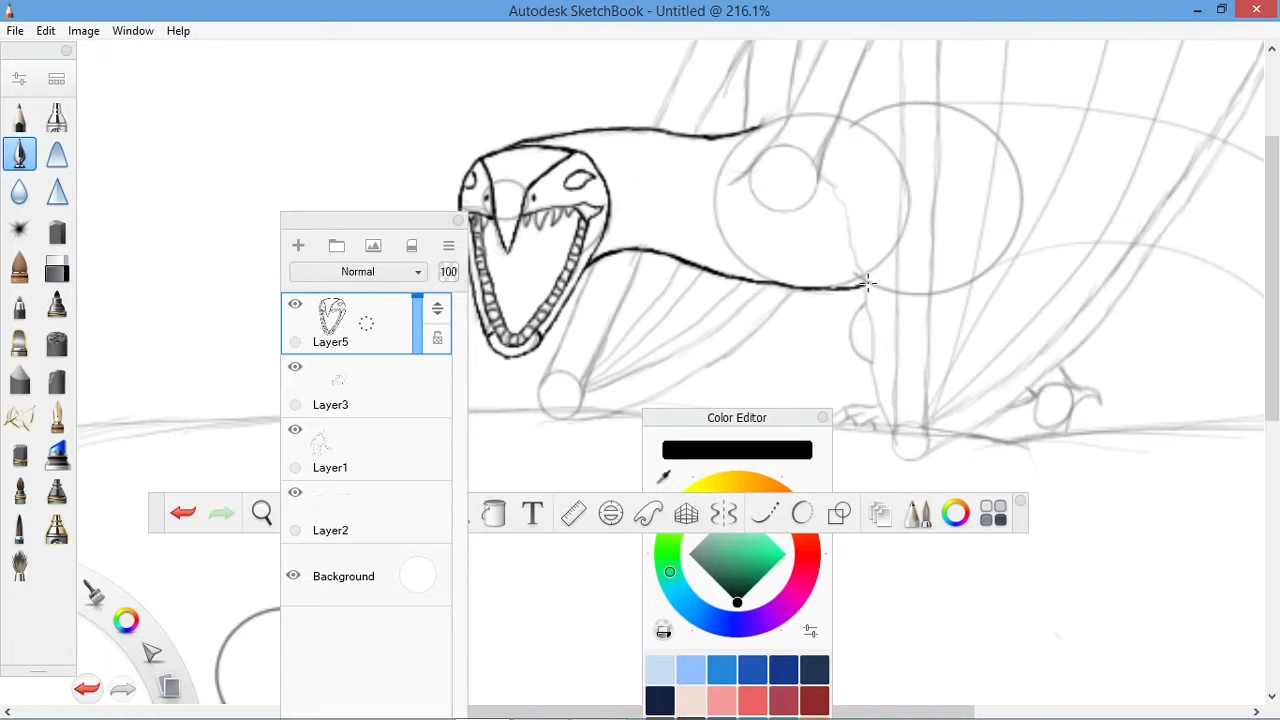 Autodesk SketchBook - Untitled @ 216.1%
File Edit Image Window Help
Normal 100
Layer5
Layer3
Layer1
Layer2
Background
Color Editor
T